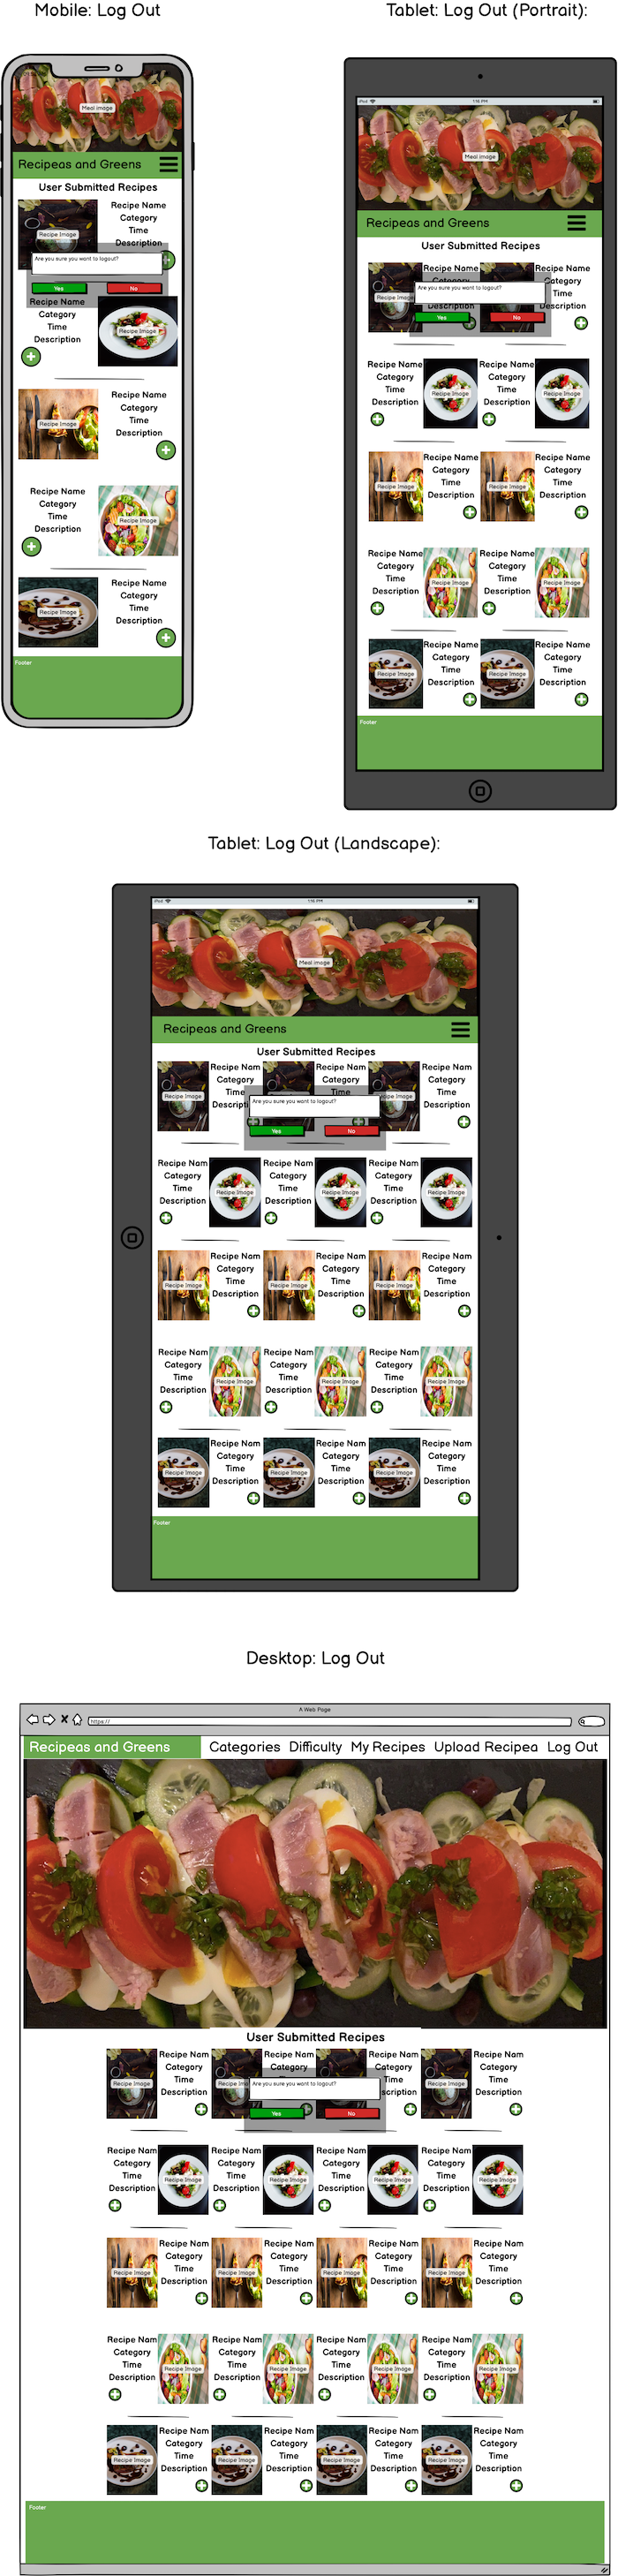 Mobile: Log Out
Meal image
Recipeas and Greens
User Submitted Recipes
Recipe Image
Recipe Name
Category
Time
Description
Are you sure you want to logout?
Yes
No
Recipe Name
Category
Time
Description
Recipe Image
Recipe Image
Recipe Name
Category
Time
Description
Recipe Name
Category
Time
Description
Recipe Image
Recipe Image
Recipe Name
Category
Time
Description
Footer
Tablet: Log Out (Portrait):
iPad
1:16 PM
Meal image
Recipeas and Greens
User Submitted Recipes
Recipe Name Recipe Name
Time
Description
Are you sure you want to logout?
Yes
No
Recipe Name Recipe Name
Category Category
Time Time
Description Description
Recipe Image Recipe Image
Recipe Name Recipe Name
Category Category
Time Time
Description Description
Recipe Image Recipe Image
Recipe Name Recipe Name
Category Category
Time Time
Description Description
Recipe Image Recipe Image
Recipe Name Recipe Name
Category Category
Time Time
Description Description
Recipe Image Recipe Image
Footer
Tablet: Log Out (Landscape):
iPad
1:16 PM
Meal image
Recipeas and Greens
User Submitted Recipes
Recipe Nam Recipe Nam Recipe Nam
Category Category Category
Time Time
Description
Recipe Image
Are you sure you want to logout?
Yes
No
Recipe Nam Recipe Nam Recipe Nam
Category Category Category
Time Time Time
Description Description Description
Recipe Image Recipe Image Recipe Image
Recipe Nam Recipe Nam Recipe Nam
Category Category Category
Time Time Time
Description Description Description
Recipe Image Recipe Image Recipe Image
Recipe Nam Recipe Nam Recipe Nam
Category Category Category
Time Time Time
Description Description Description
Recipe Image Recipe Image Recipe Image
Recipe Nam Recipe Nam Recipe Nam
Category Category Category
Time Time Time
Description Description Description
Recipe Image Recipe Image Recipe Image
Footer
Desktop: Log Out
A Web Page
https://
Recipeas and Greens Categories Difficulty My Recipes Upload Recipea Log Out
User Submitted Recipes
Recipe Nam Recipe Nam Recipe Nam Recipe Nam
Category Category Category Category
Time Time
Description Description
Recipe Image Recipe Image
Are you sure you want to logout?
Yes
No
Recipe Nam Recipe Nam Recipe Nam Recipe Nam
Category Category Category Category
Time Time Time Time
Description Description Description Description
Recipe Image Recipe Image Recipe Image Recipe Image
Recipe Nam Recipe Nam Recipe Nam Recipe Nam
Category Category Category Category
Time Time Time Time
Description Description Description Description
Recipe Image Recipe Image Recipe Image Recipe Image
Recipe Nam Recipe Nam Recipe Nam Recipe Nam
Category Category Category Category
Time Time Time Time
Description Description Description Description
Recipe Image Recipe Image Recipe Image Recipe Image
Recipe Nam Recipe Nam Recipe Nam Recipe Nam
Category Category Category Category
Time Time Time Time
Description Description Description Description
Recipe Image Recipe Image Recipe Image Recipe Image
Footer